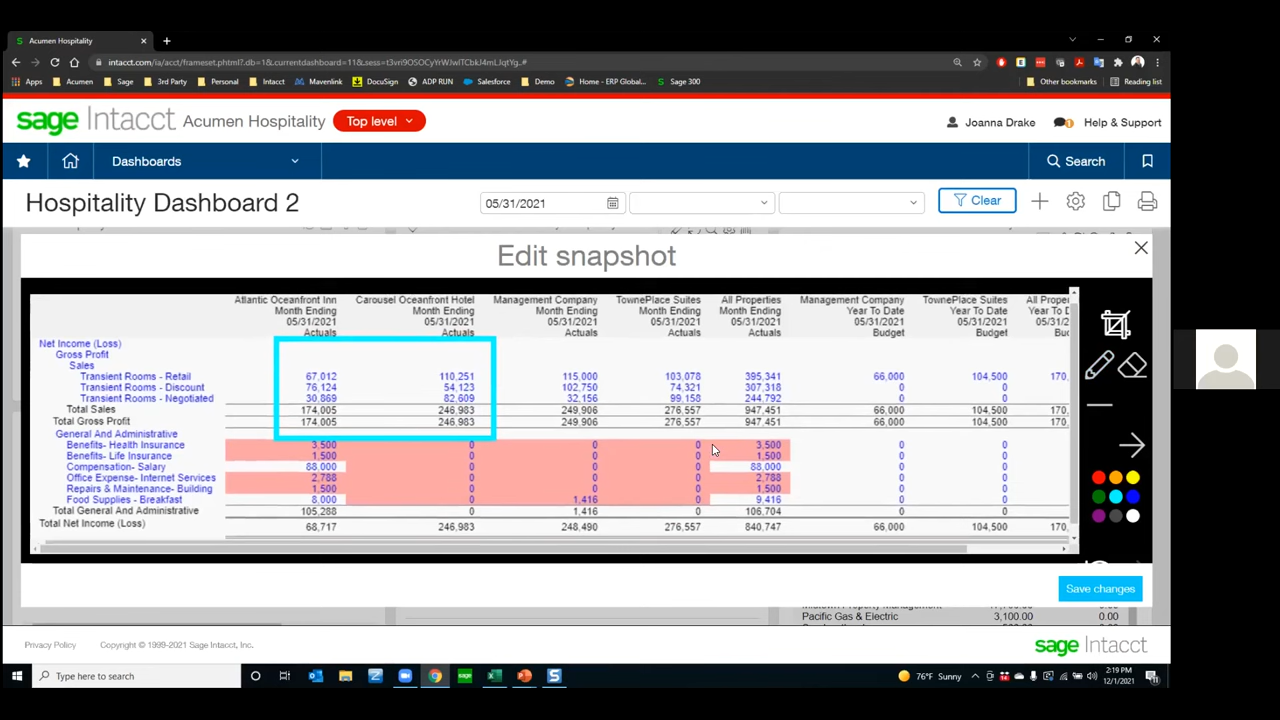 Acumen Hospitality
intacct.com/ia/acct/frameset.phtml?.db=1&.currentdashboard=11&.sess=
Apps Acumen Sage 3rd Party Personal Intacct Mavenlink DocuSign ADP RUN Salesforce Demo Home - ERP Global... Sage 300 Other bookmarks Reading list
sage Intacct Acumen Hospitality Top level Joanna Drake 1 Help & Support
Dashboards Search
Hospitality Dashboard 2 05/31/2021 Clear
Edit snapshot
Atlantic Oceanfront Inn Carousel Oceanfront Hotel Management Company TownePlace Suites All Properties Management Company TownePlace Suites All Prope
Month Ending Month Ending Month Ending Month Ending Month Ending Year To Date Year To Date Year To D
05/31/2021 05/31/2021 05/31/2021 05/31/2021 05/31/2021 Budget Budget Bu
Actuals Actuals Actuals Actuals Actuals
Net Income (Loss)
Gross Profit
Sales
Transient Rooms - Retail 67,012 110,251 115,000 103,078 395,341 66,000 104,500 170,
Transient Rooms - Discount 76,124 54,123 102,750 74,321 307,318 0 0
Transient Rooms - Negotiated 30,869 82,609 32,156 99,158 244,792 0 0
Total Sales 174,005 246,983 249,906 276,557 947,451 66,000 104,500 170,
Total Gross Profit 174,005 246,983 249,906 276,557 947,451 66,000 104,500 170,
General And Administrative
Benefits- Health Insurance 3,500 0 0 0 3,500 0 0
Benefits- Life Insurance 1,500 0 0 0 1,500 0 0
Compensation- Salary 88,000 0 0 0 88,000 0 0
Office Expense- Internet Services 2,788 0 0 0 2,788 0 0
Repairs & Maintenance- Building 1,500 0 0 0 1,500 0 0
Food Supplies - Breakfast 8,000 0 1,416 0 9,416 0 0
Total General And Administrative 105,288 0 1,416 0 106,704 0 0
Total Net Income (Loss) 68,717 246,983 248,490 276,557 840,747 66,000 104,500 170,
Save changes
Pacific Gas & Electric 3,100.00 0.00
Privacy Policy Copyright © 1999-2021 Sage Intacct, Inc. sage Intacct
Type here to search 76°F Sunny 2:19 PM
12/1/2021